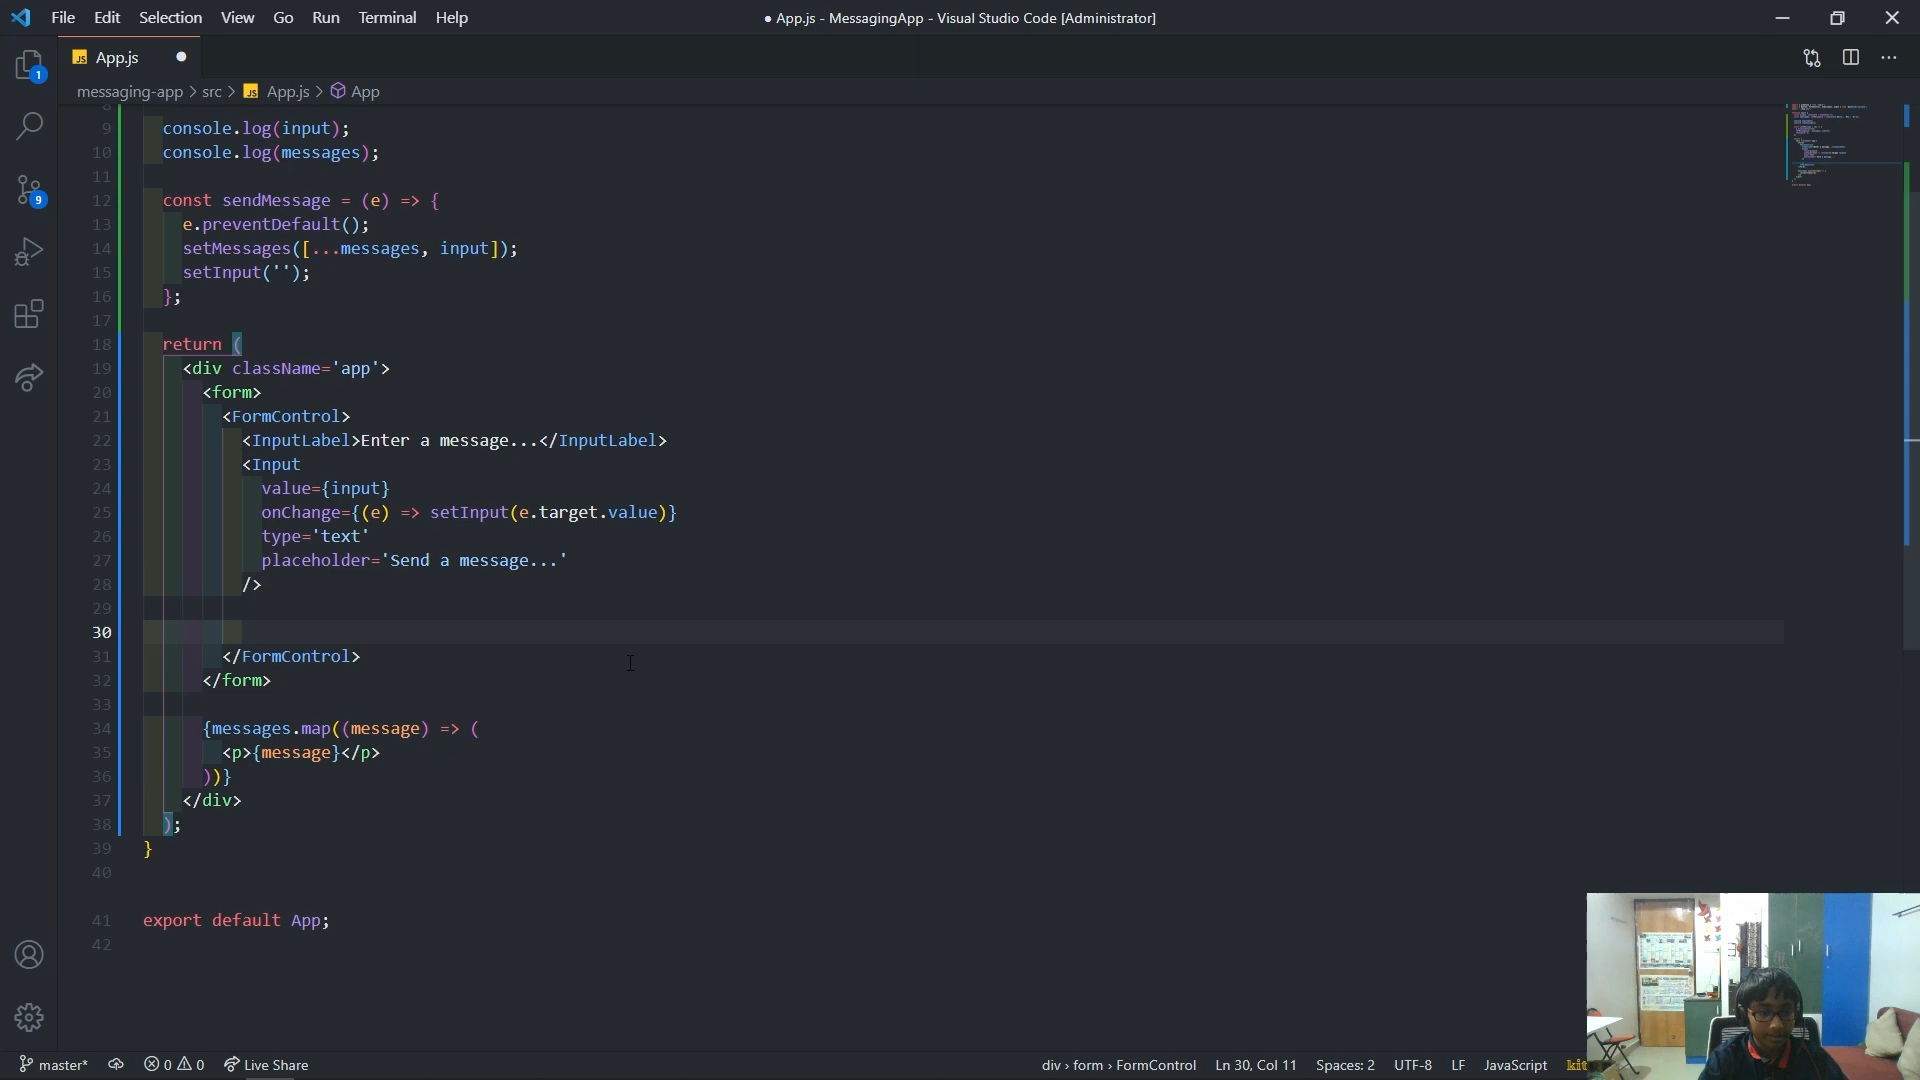 File Edit Selection View Go Run Terminal Help
● App.js - MessagingApp - Visual Studio Code [Administrator]
JS App.js
messaging-app > src > JS App.js > App
1
9
8
9 console.log(input);
10 console.log(messages);
11
12 const sendMessage = (e) => {
13 e.preventDefault();
14 setMessages([...messages, input]);
15 setInput('');
16 };
17
18 return (
19 <div className='app'>
20 <form>
21 <FormControl>
22 <InputLabel>Enter a message...</InputLabel>
23 <Input
24 value={input}
25 onChange={(e) => setInput(e.target.value)}
26 type='text'
27 placeholder='Send a message...'
28 />
29
30
31 </FormControl>
32 </form>
33
34 {messages.map((message) => (
35 <p>{message}</p>
36 ))}
37 </div>
38 );
39 }
40
41 export default App;
42
master* 0 0 Live Share
div › form › FormControl Ln 30, Col 11 Spaces: 2 UTF-8 LF JavaScript kit